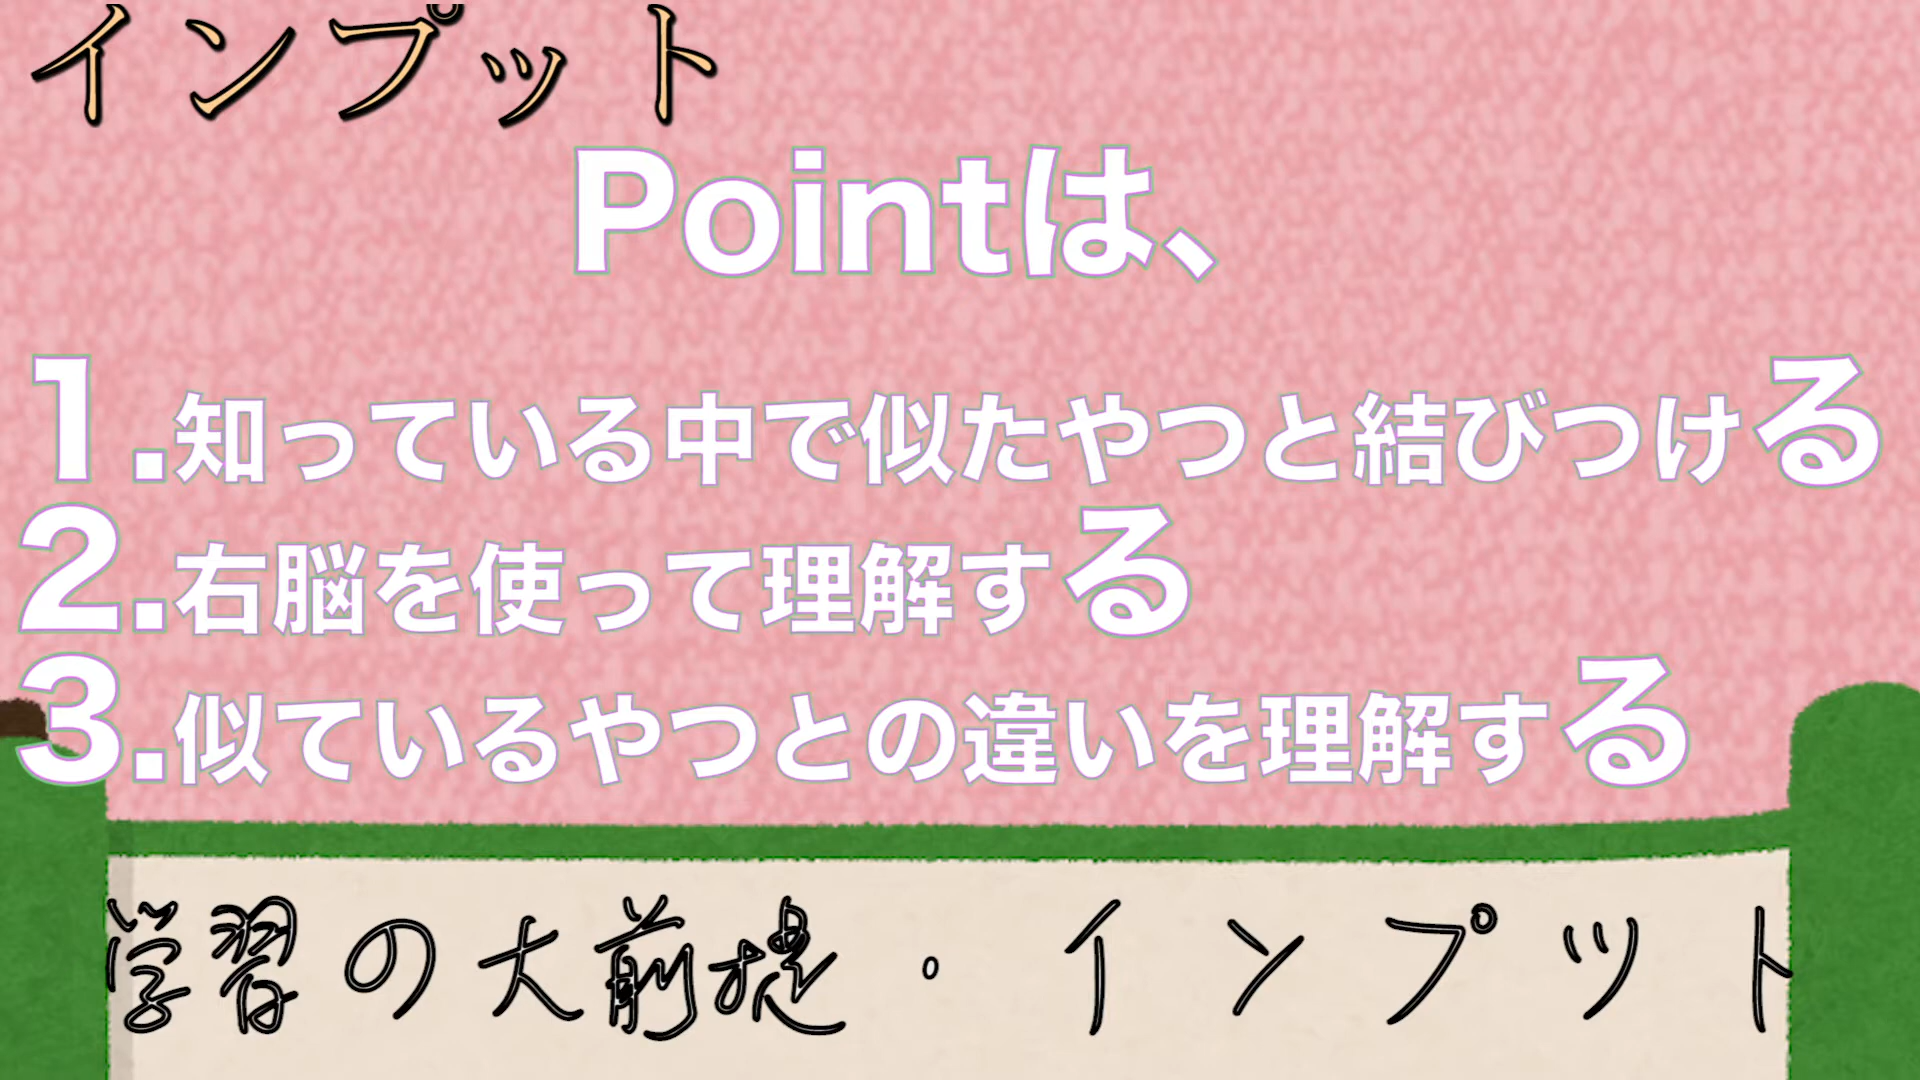 インプット
Pointは、
1.知っている中で似たやつと結びつける
2.右脳を使って理解する
3.似ているやつとの違いを理解する
学習の大前提・インプット